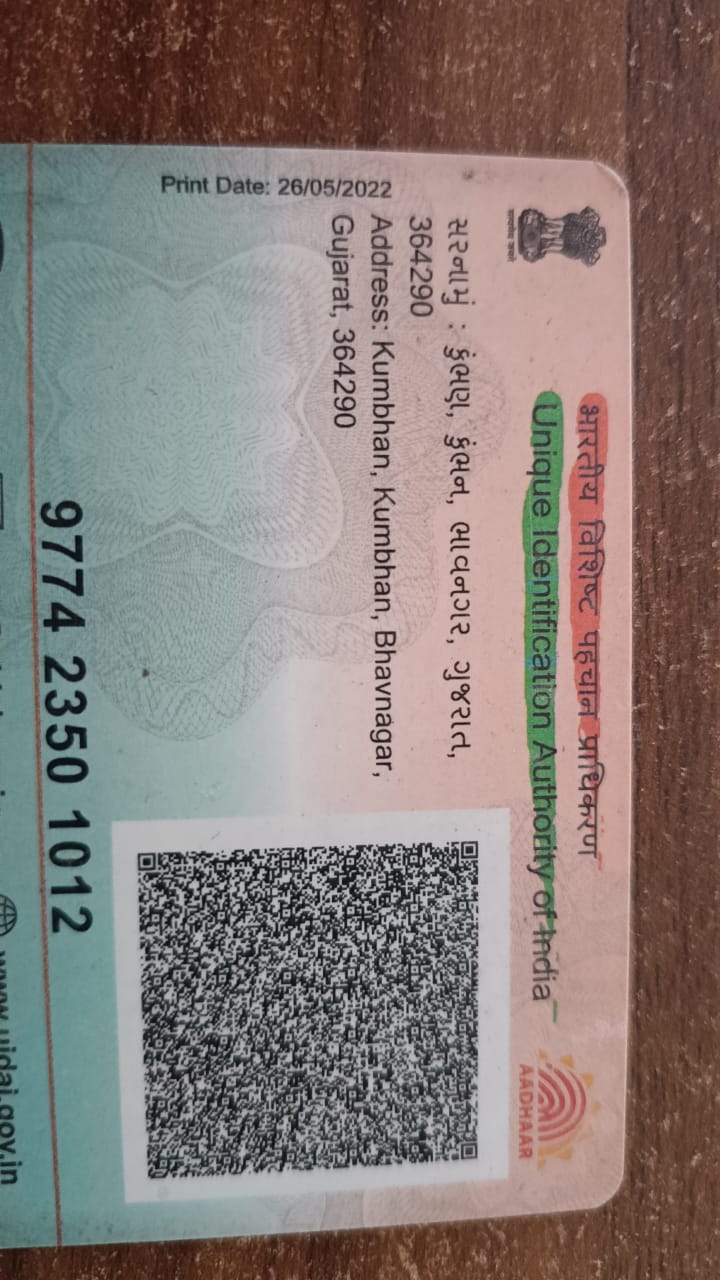 भारतीय विशिष्ट पहचान प्राधिकरण
Unique Identification Authority of India
AADHAAR
सत्यमेव जयते
સરનામું : કુંભણ, કુંભન, ભાવનગર, ગુજરાત,
364290
Address: Kumbhan, Kumbhan, Bhavnagar,
Gujarat, 364290
Print Date: 26/05/2022
9774 2350 1012
www.uidai.gov.in